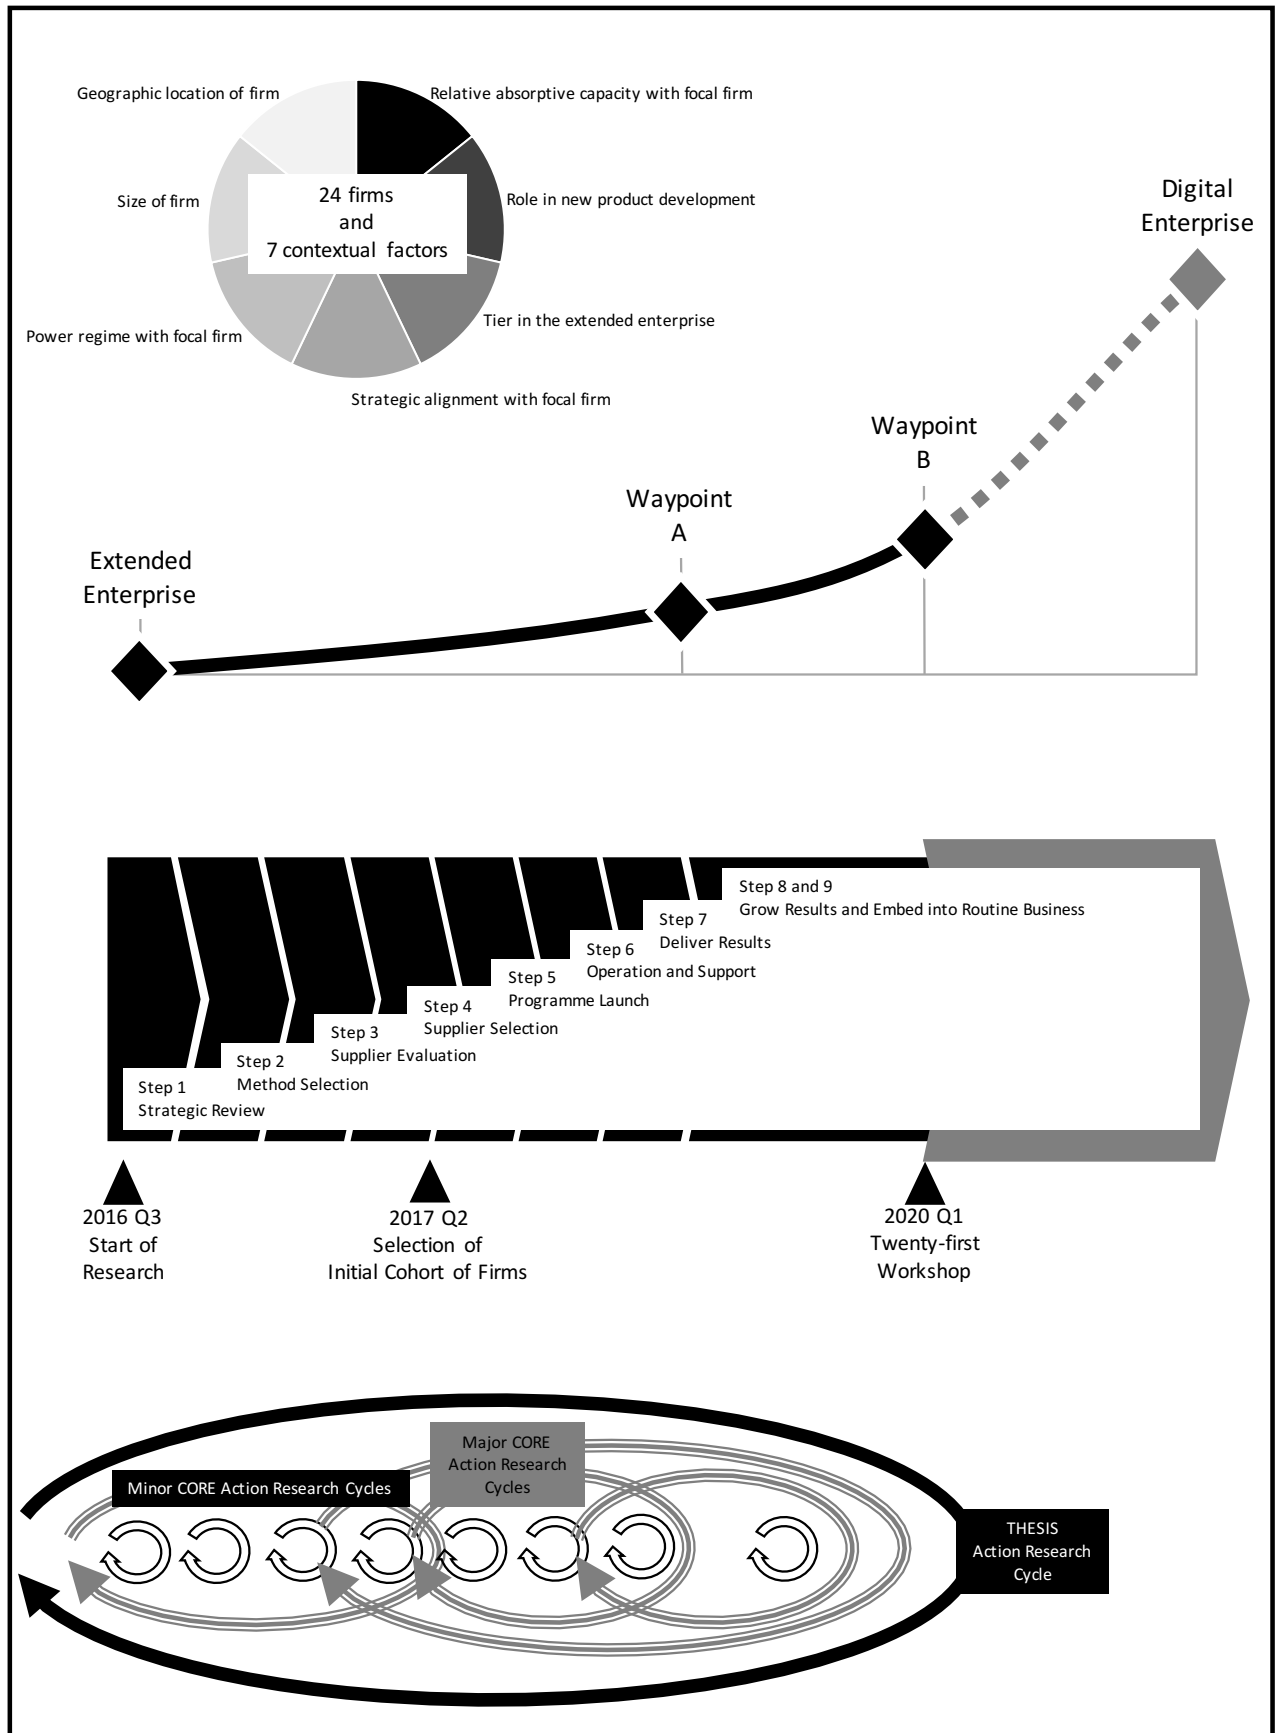 Geographic location of firm
Relative absorptive capacity with focal firm
Size of firm
24 firms
and
7 contextual factors
Role in new product development
Power regime with focal firm
Tier in the extended enterprise
Strategic alignment with focal firm
Digital
Enterprise
Waypoint
B
Waypoint
A
Extended
Enterprise
Step 8 and 9
Grow Results and Embed into Routine Business
Step 7
Deliver Results
Step 6
Operation and Support
Step 5
Programme Launch
Step 4
Supplier Selection
Step 3
Supplier Evaluation
Step 2
Method Selection
Step 1
Strategic Review
2016 Q3
Start of
Research
2017 Q2
Selection of
Initial Cohort of Firms
2020 Q1
Twenty-first
Workshop
Minor CORE Action Research Cycles
Major CORE
Action Research
Cycles
THESIS
Action Research
Cycle